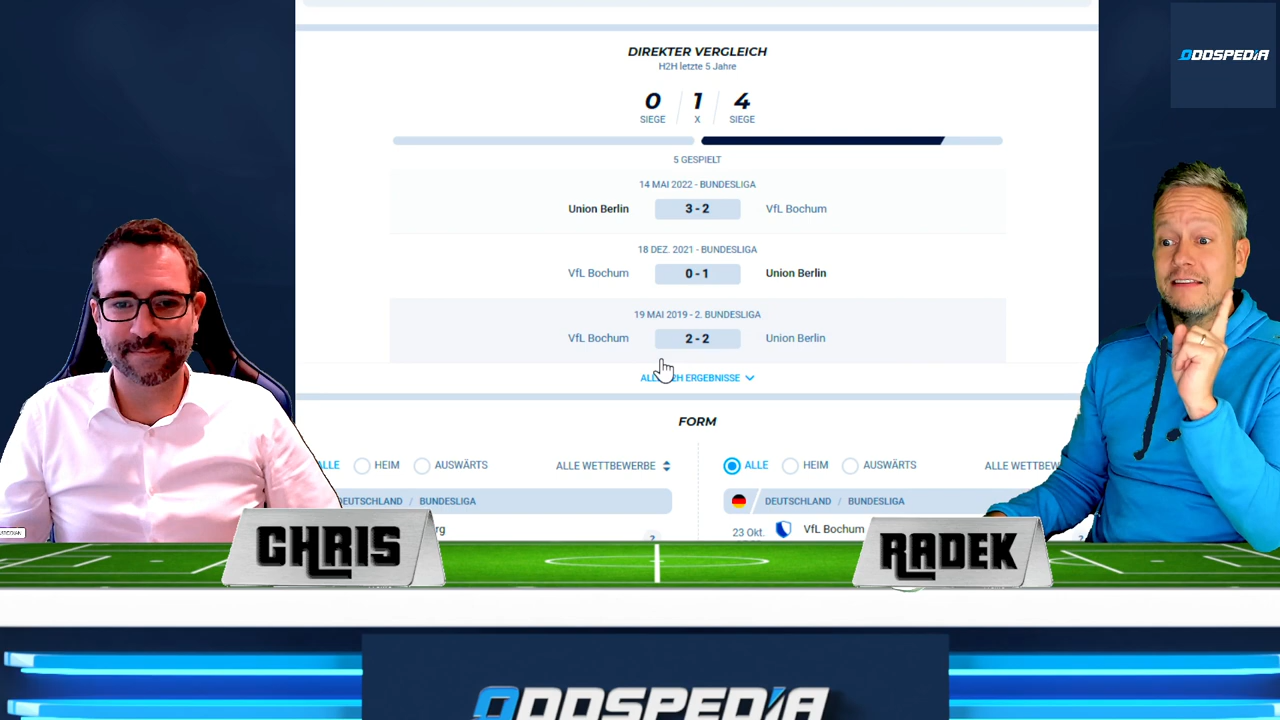 ODDSPEDIA
DIREKTER VERGLEICH
H2H letzte 5 Jahre
0 1 4
SIEGE X SIEGE
5 GESPIELT
14 MAI 2022 - BUNDESLIGA
Union Berlin 3 - 2 VfL Bochum
18 DEZ. 2021 - BUNDESLIGA
VfL Bochum 0 - 1 Union Berlin
19 MAI 2019 - 2. BUNDESLIGA
VfL Bochum 2 - 2 Union Berlin
ERGEBNISSE
FORM
HEIM AUSWÄRTS ALLE WETTBEWERBE
ALLE HEIM AUSWÄRTS ALLE
DEUTSCHLAND / BUNDESLIGA
23 Okt. VfL Bochum
BUNDESLIGA
?
?
CHRIS
RADEK
ODDSPEDIA